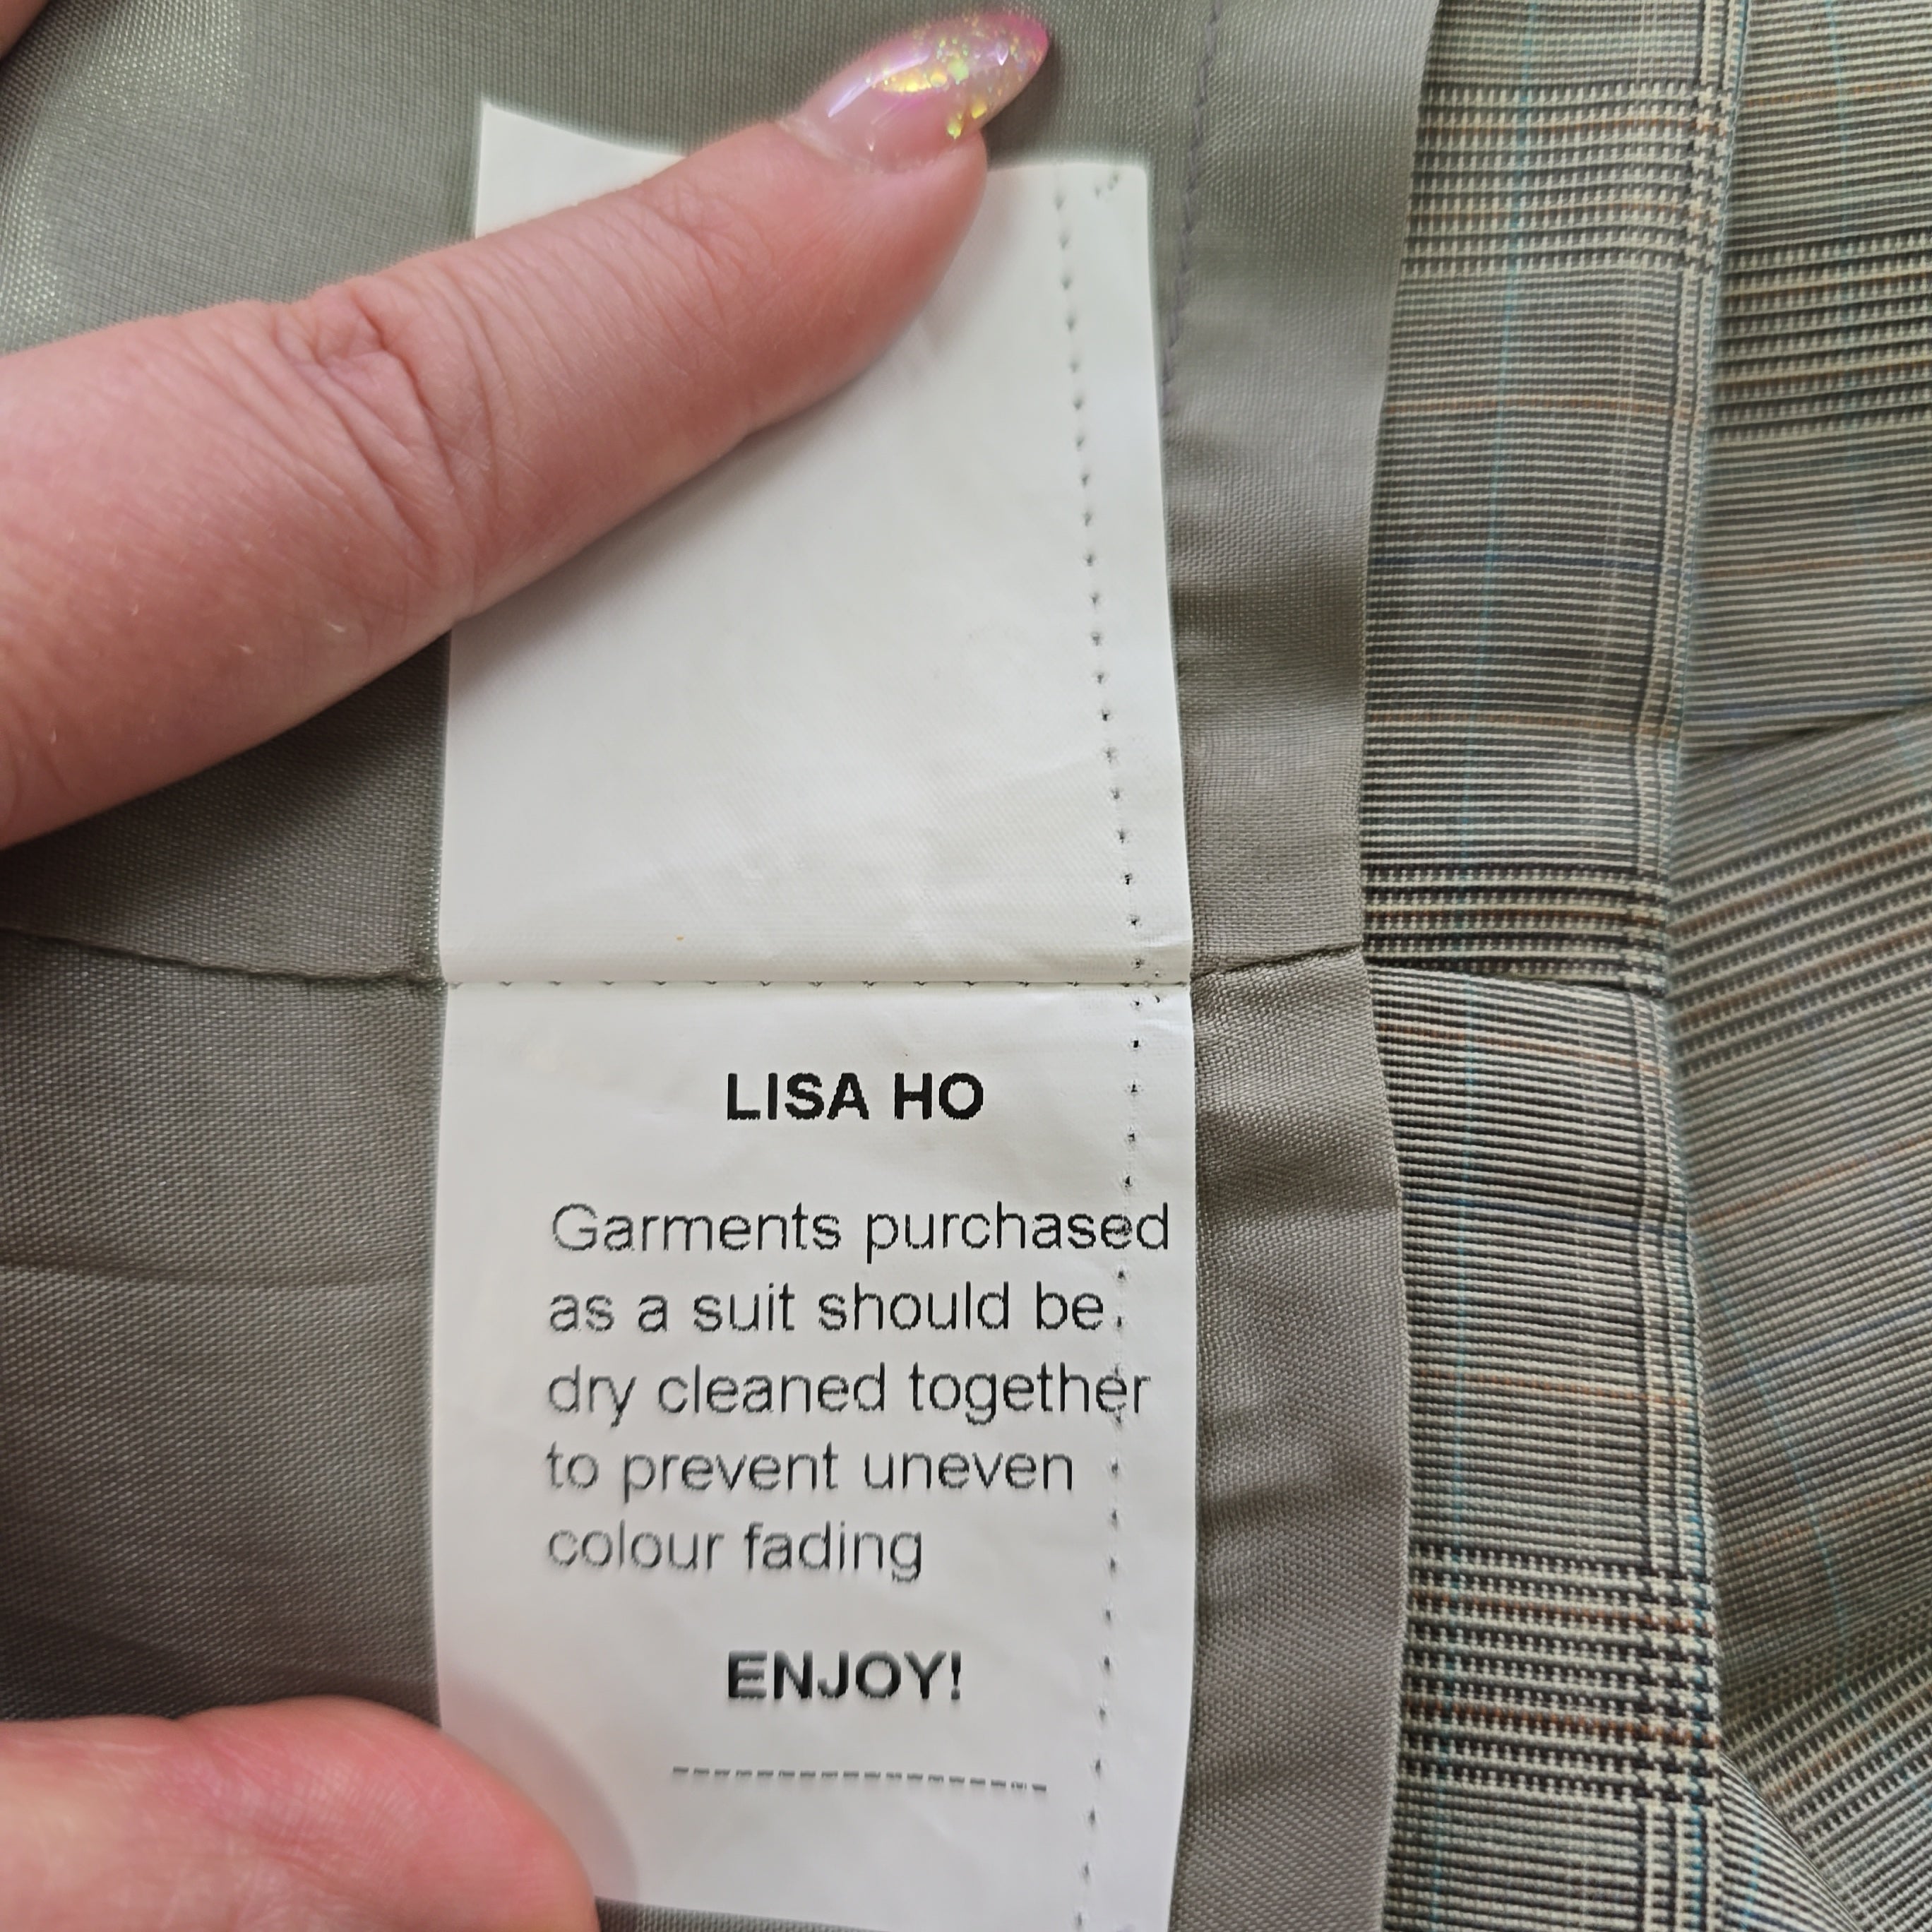 LISA HO
Garments purchased
as a suit should be
dry cleaned together
to prevent uneven
colour fading
ENJOY!